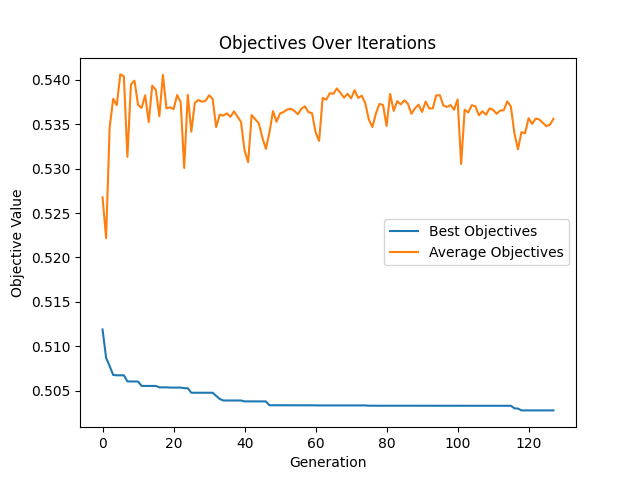 Objectives Over Iterations
Objective Value
0.540
0.535
0.530
0.525
0.520
0.515
0.510
0.505
Best Objectives
Average Objectives
0 20 40 60 80 100 120
Generation